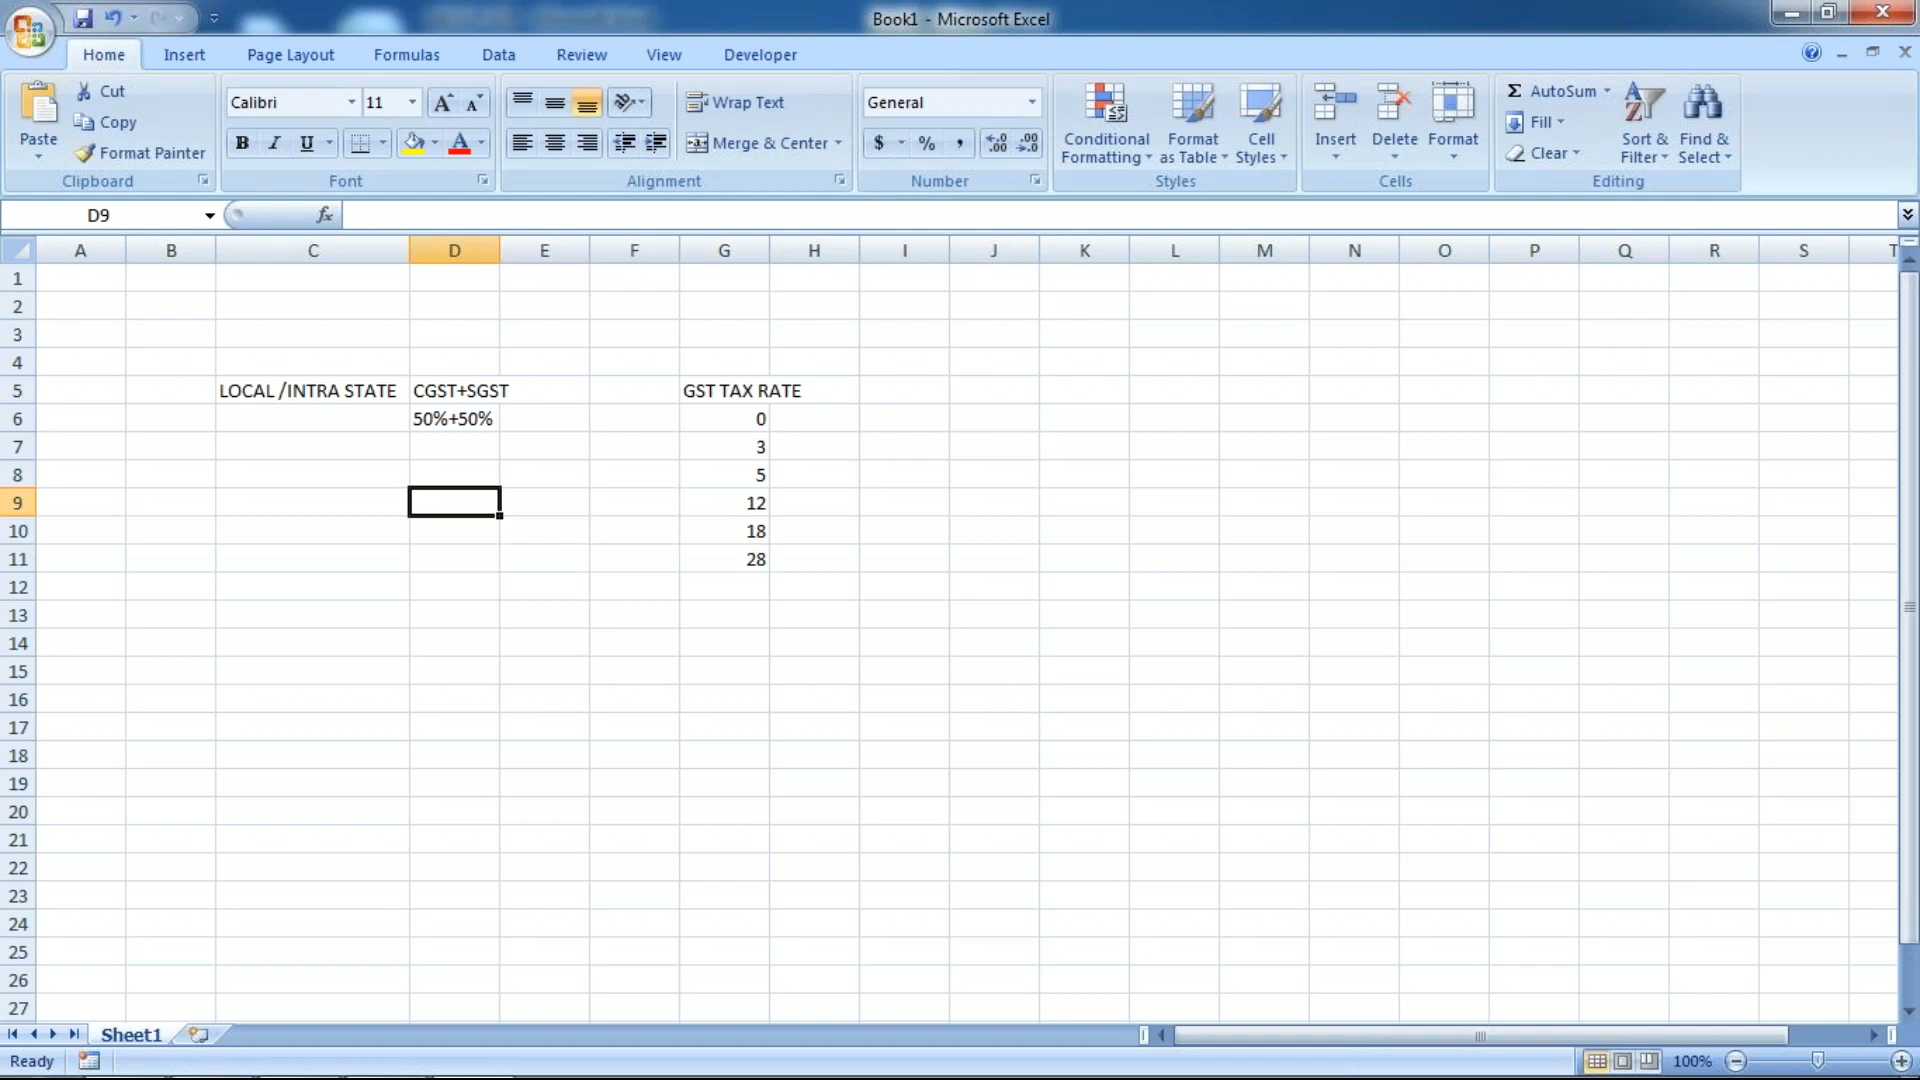 Book1 - Microsoft Excel
Home Insert Page Layout Formulas Data Review View Developer
Paste
Cut
Copy
Format Painter
Clipboard
Calibri 11
B I U
Font
Wrap Text
Merge & Center
Alignment
General
$ % ,
Number
Conditional Formatting
Format as Table
Cell Styles
Styles
Insert
Delete
Format
Cells
Σ AutoSum
Fill
Clear
Sort & Filter
Find & Select
Editing
D9 fx
A B C D E F G H I J K L M N O P Q R S T
1
2
3
4
5 LOCAL /INTRA STATE CGST+SGST GST TAX RATE
6 50%+50% 0
7 3
8 5
9 12
10 18
11 28
12
13
14
15
16
17
18
19
20
21
22
23
24
25
26
27
Sheet1
Ready 100%